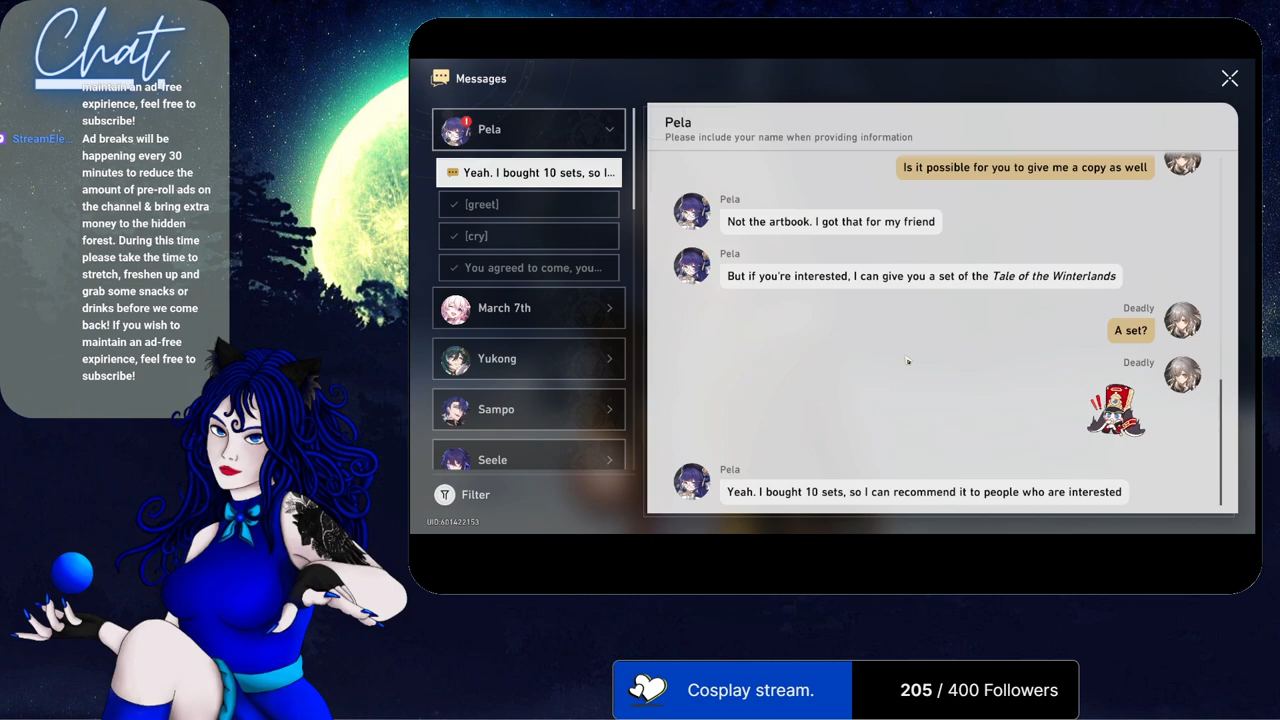 Chat
maintain an ad-free
expirience, feel free to
subscribe!
StreamEle...
Ad breaks will be
happening every 30
minutes to reduce the
amount of pre-roll ads on
the channel & bring extra
money to the hidden
forest. During this time
please take the time to
stretch, freshen up and
grab some snacks or
drinks before we come
back! If you wish to
maintain an ad-free
expirience, feel free to
subscribe!
Messages
Pela
Yeah. I bought 10 sets, so I...
[greet]
[cry]
You agreed to come, you...
March 7th
Yukong
Sampo
Seele
Filter
UID:601422153
Pela
Please include your name when providing information
Is it possible for you to give me a copy as well
Pela
Not the artbook. I got that for my friend
Pela
But if you're interested, I can give you a set of the Tale of the Winterlands
Deadly
A set?
Deadly
!!
Pela
Yeah. I bought 10 sets, so I can recommend it to people who are interested
Cosplay stream.
205 / 400 Followers